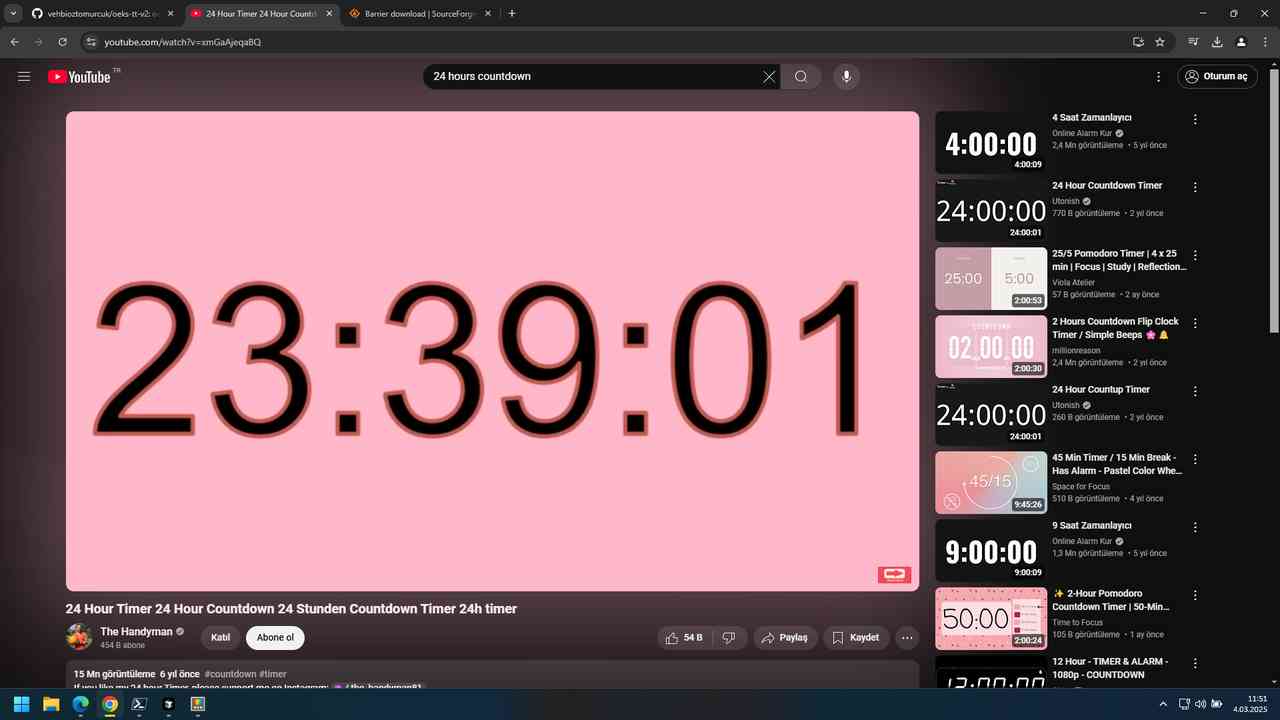 vehbioztomurcuk/oeks-tt-v2:
24 Hour Timer 24 Hour Countd
Barrier download | SourceForg
youtube.com/watch?v=xmGaAjeqaBQ
YouTube TR
24 hours countdown
Oturum aç
23:39:01
24 Hour Timer 24 Hour Countdown 24 Stunden Countdown Timer 24h timer
The Handyman
454 B abone
Katıl
Abone ol
54 B
Paylaş
Kaydet
15 Mn görüntüleme 6 yıl önce #countdown #timer
If you like my 24 hour Timer, please support me on Instagram: / the_handyman81
4:00:00
4:00:09
4 Saat Zamanlayıcı
Online Alarm Kur
2,4 Mn görüntüleme • 5 yıl önce
24:00:00
24:00:01
24 Hour Countdown Timer
Utonish
770 B görüntüleme • 2 yıl önce
25:00
5:00
2:00:53
25/5 Pomodoro Timer | 4 x 25
min | Focus | Study | Reflection...
Viola Atelier
57 B görüntüleme • 2 ay önce
COUNTDOWN
02:00:00
2:00:30
2 Hours Countdown Flip Clock
Timer / Simple Beeps 🌸 🔔
millionreason
2,4 Mn görüntüleme • 2 yıl önce
24:00:00
24:00:01
24 Hour Countup Timer
Utonish
260 B görüntüleme • 2 yıl önce
45/15
9:45:26
45 Min Timer / 15 Min Break -
Has Alarm - Pastel Color Whe...
Space for Focus
510 B görüntüleme • 4 yıl önce
9:00:00
9:00:09
9 Saat Zamanlayıcı
Online Alarm Kur
1,3 Mn görüntüleme • 5 yıl önce
50:00
2:00:24
✨ 2-Hour Pomodoro
Countdown Timer | 50-Min...
Time to Focus
105 B görüntüleme • 1 ay önce
12:00:00
12 Hour - TIMER & ALARM -
1080p - COUNTDOWN
11:51
4.03.2025